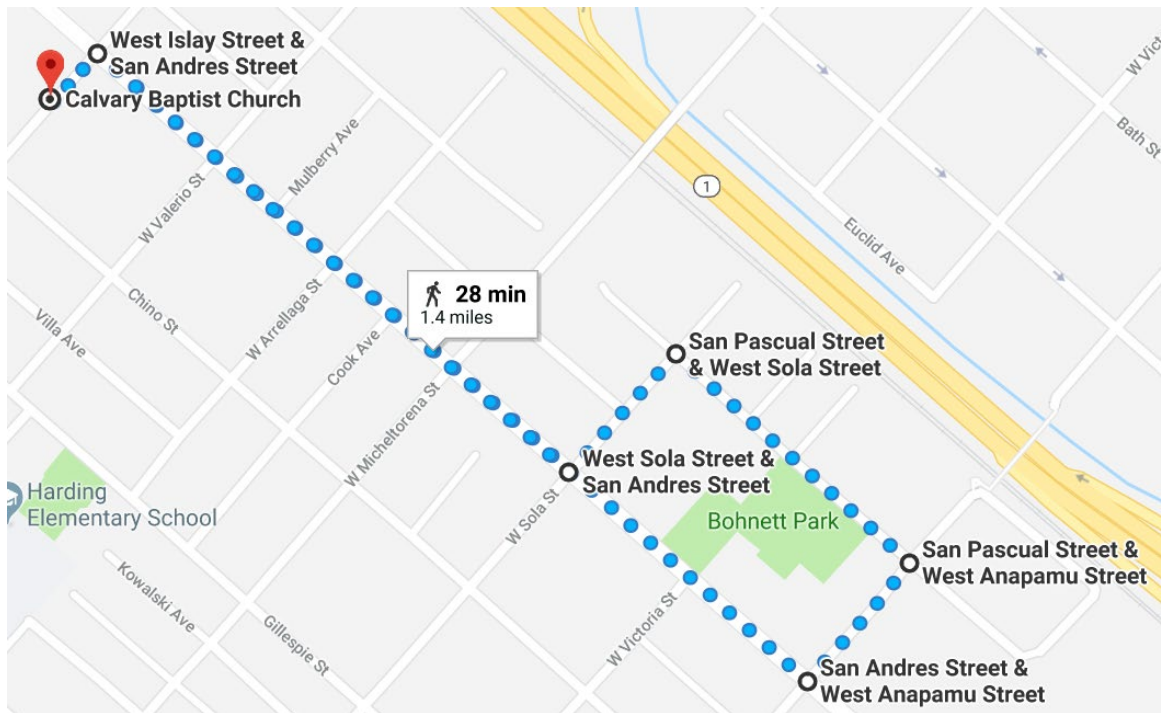 West Islay Street &
San Andres Street
Calvary Baptist Church
W Vic
Bath St
Mulberry Ave
1
W Valerio St
Euclid Ave
28 min
1.4 miles
Chino St
W Arrellaga St
Villa Ave
Cook Ave
San Pascual Street
& West Sola Street
W Micheltorena St
West Sola Street &
San Andres Street
Harding
Elementary School
W Sola St
Bohnett Park
San Pascual Street &
West Anapamu Street
Kowalski Ave
Gillespie St
W Victoria St
San Andres Street &
West Anapamu Street